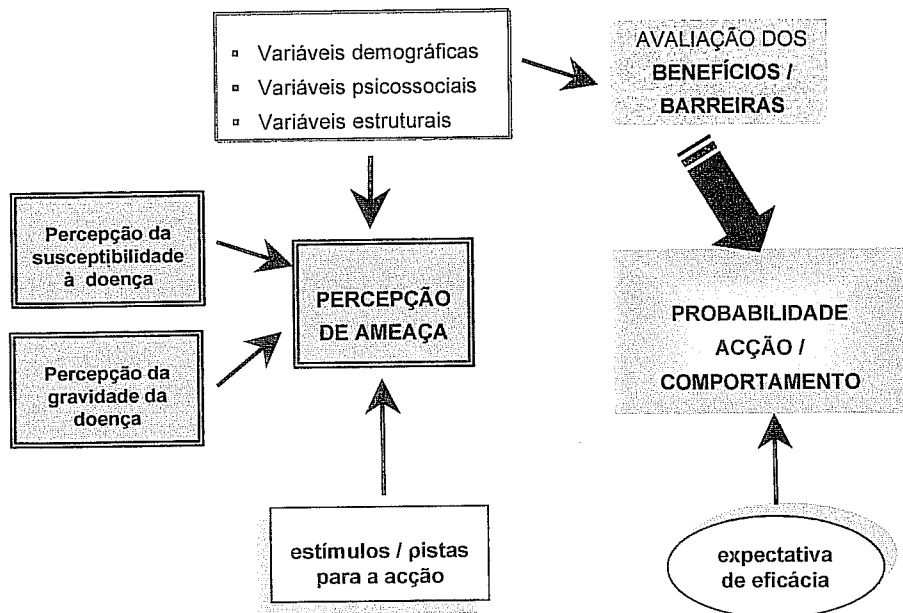 Variáveis demográficas
Variáveis psicossociais
Variáveis estruturais
AVALIAÇÃO DOS
BENEFÍCIOS /
BARREIRAS
Percepção da
susceptibilidade
à doença
PERCEPÇÃO
DE AMEAÇA
Percepção da
gravidade da
doença
PROBABILIDADE
ACÇÃO /
COMPORTAMENTO
estímulos / pistas
para a acção
expectativa
de eficácia